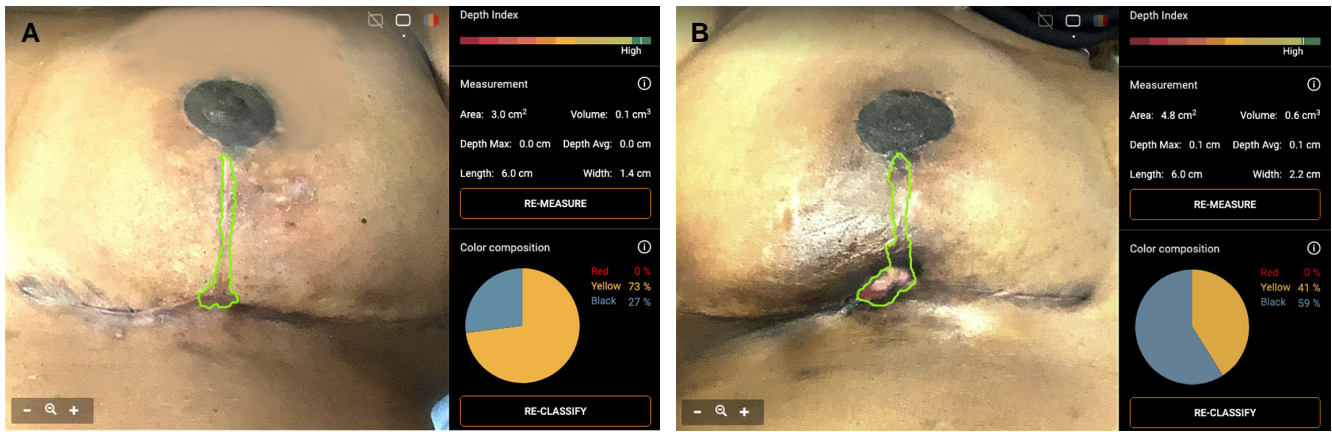 A
Depth Index
High
Measurement
Area: 3.0 cm² Volume: 0.1 cm³
Depth Max: 0.0 cm Depth Avg: 0.0 cm
Length: 6.0 cm Width: 1.4 cm
RE-MEASURE
Color composition
Red 0 %
Yellow 73 %
Black 27 %
RE-CLASSIFY
B
Depth Index
High
Measurement
Area: 4.8 cm² Volume: 0.6 cm³
Depth Max: 0.1 cm Depth Avg: 0.1 cm
Length: 6.0 cm Width: 2.2 cm
RE-MEASURE
Color composition
Red 0 %
Yellow 41 %
Black 59 %
RE-CLASSIFY